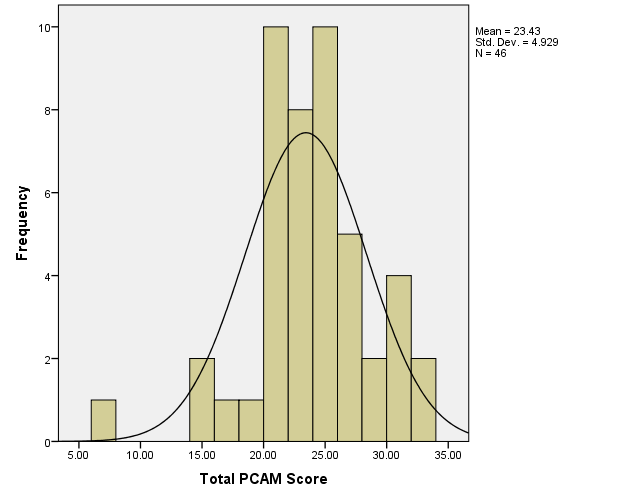 Mean = 23.43
Std. Dev. = 4.929
N = 46
10
8
6
4
2
0
Frequency
5.00 10.00 15.00 20.00 25.00 30.00 35.00
Total PCAM Score